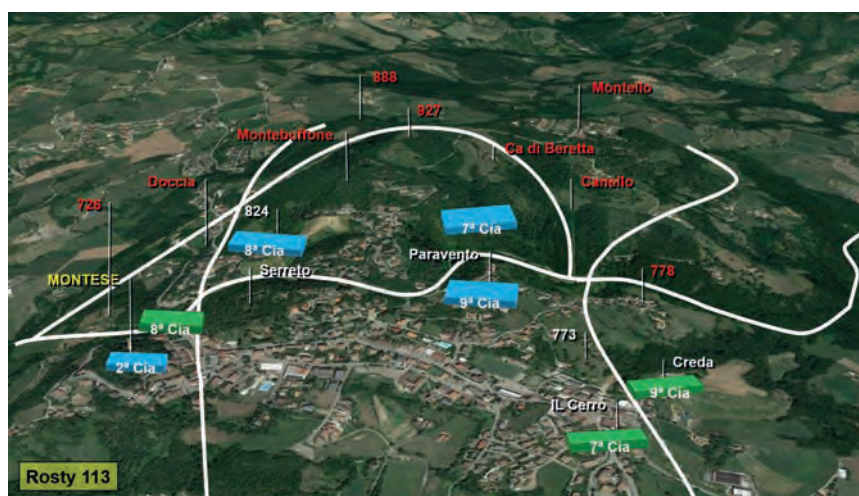 888
Montello
927
Montebuffone
Ca di Beretta
Doccia
Canello
726
824
7ª Cia
8ª Cia
Paravento
Serreto
MONTESE
778
9ª Cia
8ª Cia
773
2ª Cia
Creda
9ª Cia
IL Cerro
7ª Cia
Rosty 113